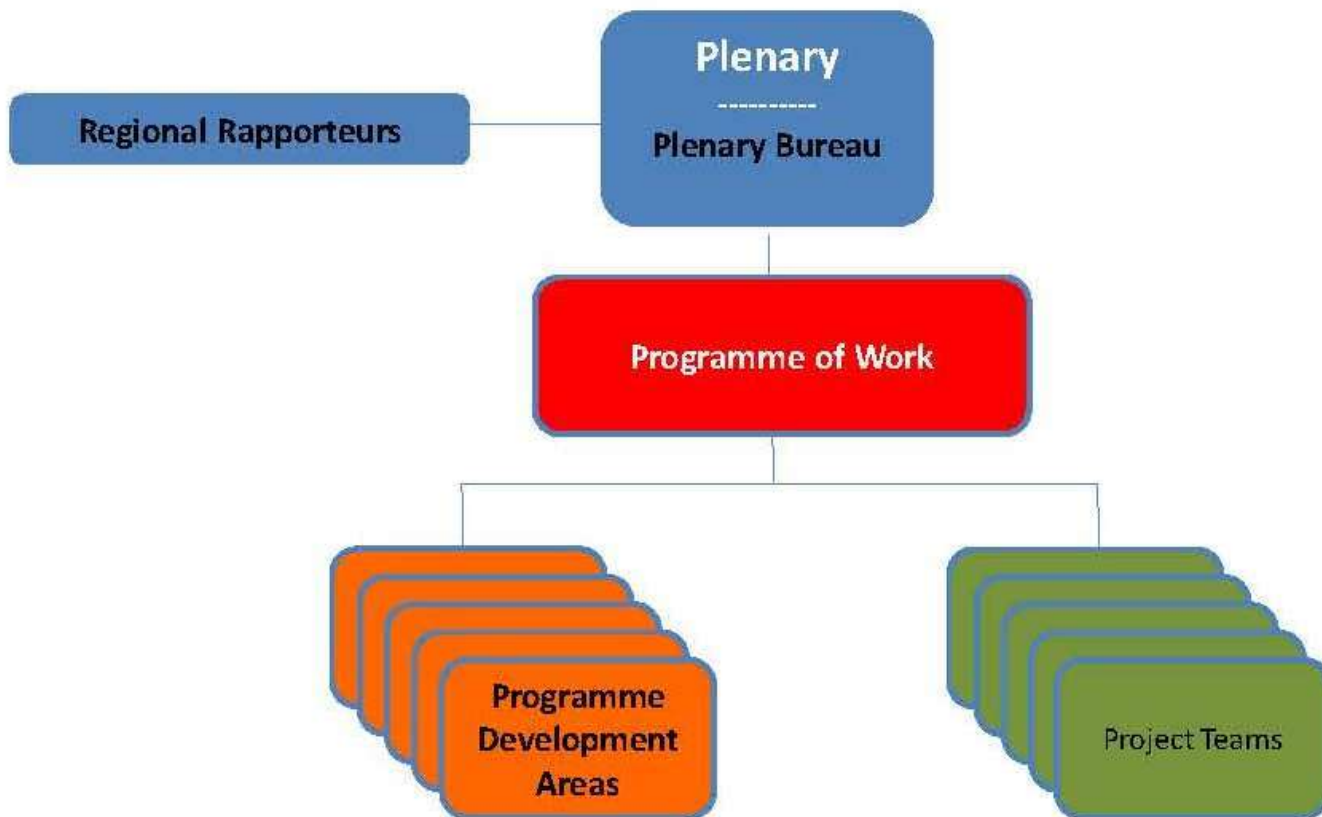 Plenary
----------
Plenary Bureau
Regional Rapporteurs
Programme of Work
Programme
Development
Areas
Project Teams